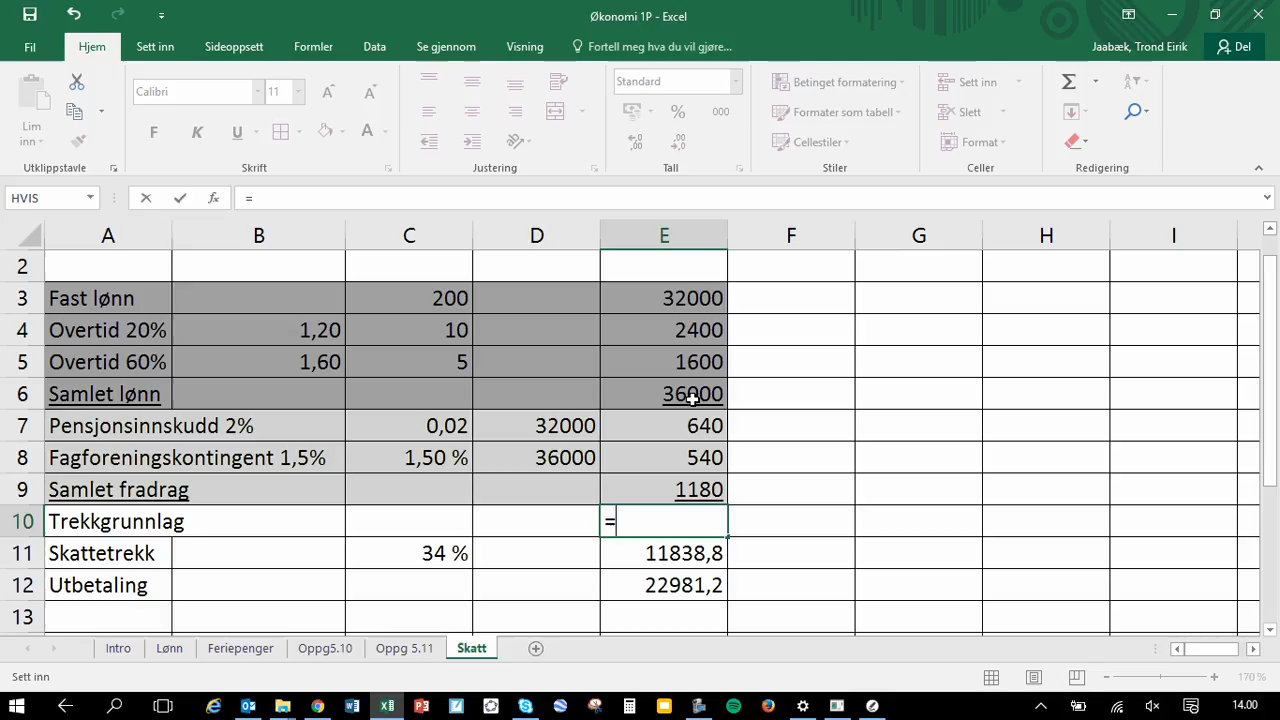 Økonomi 1P - Excel
Fil Hjem Sett inn Sideoppsett Formler Data Se gjennom Visning Fortell meg hva du vil gjøre... Jaabæk, Trond Eirik Del
Lim inn
Utklippstavle
Calibri 11
F K U A
Skrift
Justering
Standard
% 000
Tall
Betinget formatering
Formater som tabell
Cellestiler
Stiler
Sett inn
Slett
Format
Celler
Redigering
HVIS fx =
A B C D E F G H I
2
3 Fast lønn 200 32000
4 Overtid 20% 1,20 10 2400
5 Overtid 60% 1,60 5 1600
6 Samlet lønn 36000
7 Pensjonsinnskudd 2% 0,02 32000 640
8 Fagforeningskontingent 1,5% 1,50 % 36000 540
9 Samlet fradrag 1180
10 Trekkgrunnlag =
11 Skattetrekk 34 % 11838,8
12 Utbetaling 22981,2
13
Intro Lønn Feriepenger Oppg5.10 Oppg 5.11 Skatt
Sett inn 170 %
14.00